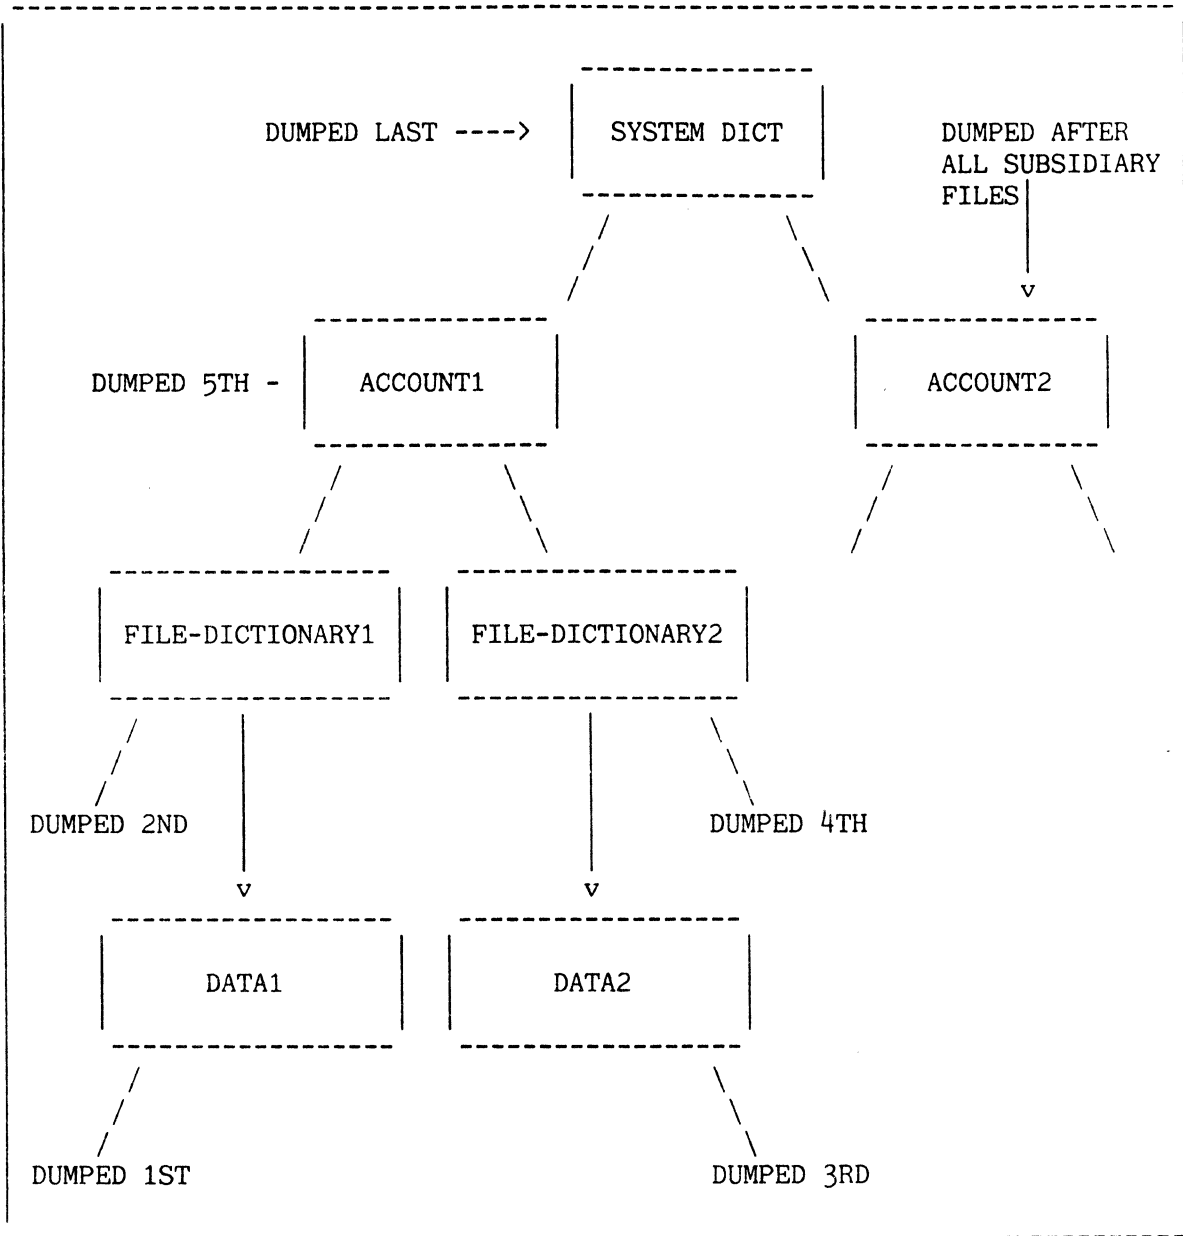 DUMPED LAST ----> SYSTEM DICT
DUMPED AFTER
ALL SUBSIDIARY
FILES
v
DUMPED 5TH - ACCOUNT1
ACCOUNT2
FILE-DICTIONARY1
FILE-DICTIONARY2
DUMPED 2ND
DUMPED 4TH
v
v
DATA1
DATA2
DUMPED 1ST
DUMPED 3RD